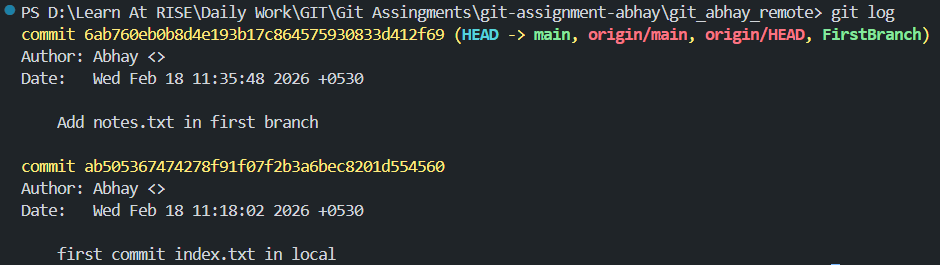 PS D:\Learn At RISE\Daily Work\GIT\Git Assingments\git-assignment-abhay\git_abhay_remote> git log
commit 6ab760eb0b8d4e193b17c864575930833d412f69 (HEAD -> main, origin/main, origin/HEAD, FirstBranch)
Author: Abhay <>
Date:   Wed Feb 18 11:35:48 2026 +0530
    Add notes.txt in first branch
commit ab505367474278f91f07f2b3a6bec8201d554560
Author: Abhay <>
Date:   Wed Feb 18 11:18:02 2026 +0530
    first commit index.txt in local